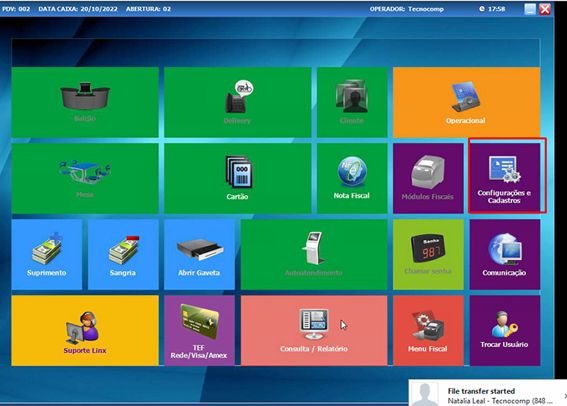 PDV: 002 DATA CAIXA: 20/10/2022 ABERTURA: 02 OPERADOR: Tecnocomp 17:58
Balcão Delivery Cliente Operacional
Mesa Cartão Nota Fiscal Módulos Fiscais Configurações e
Cadastros
Suprimento Sangria Abrir Gaveta Autoatendimento Senha
987
Chamar senha Comunicação
Suporte Linx TEF
Rede/Visa/Amex Consulta / Relatório Menu Fiscal Trocar Usuário
File transfer started
Natalia Leal - Tecnocomp (848 ...